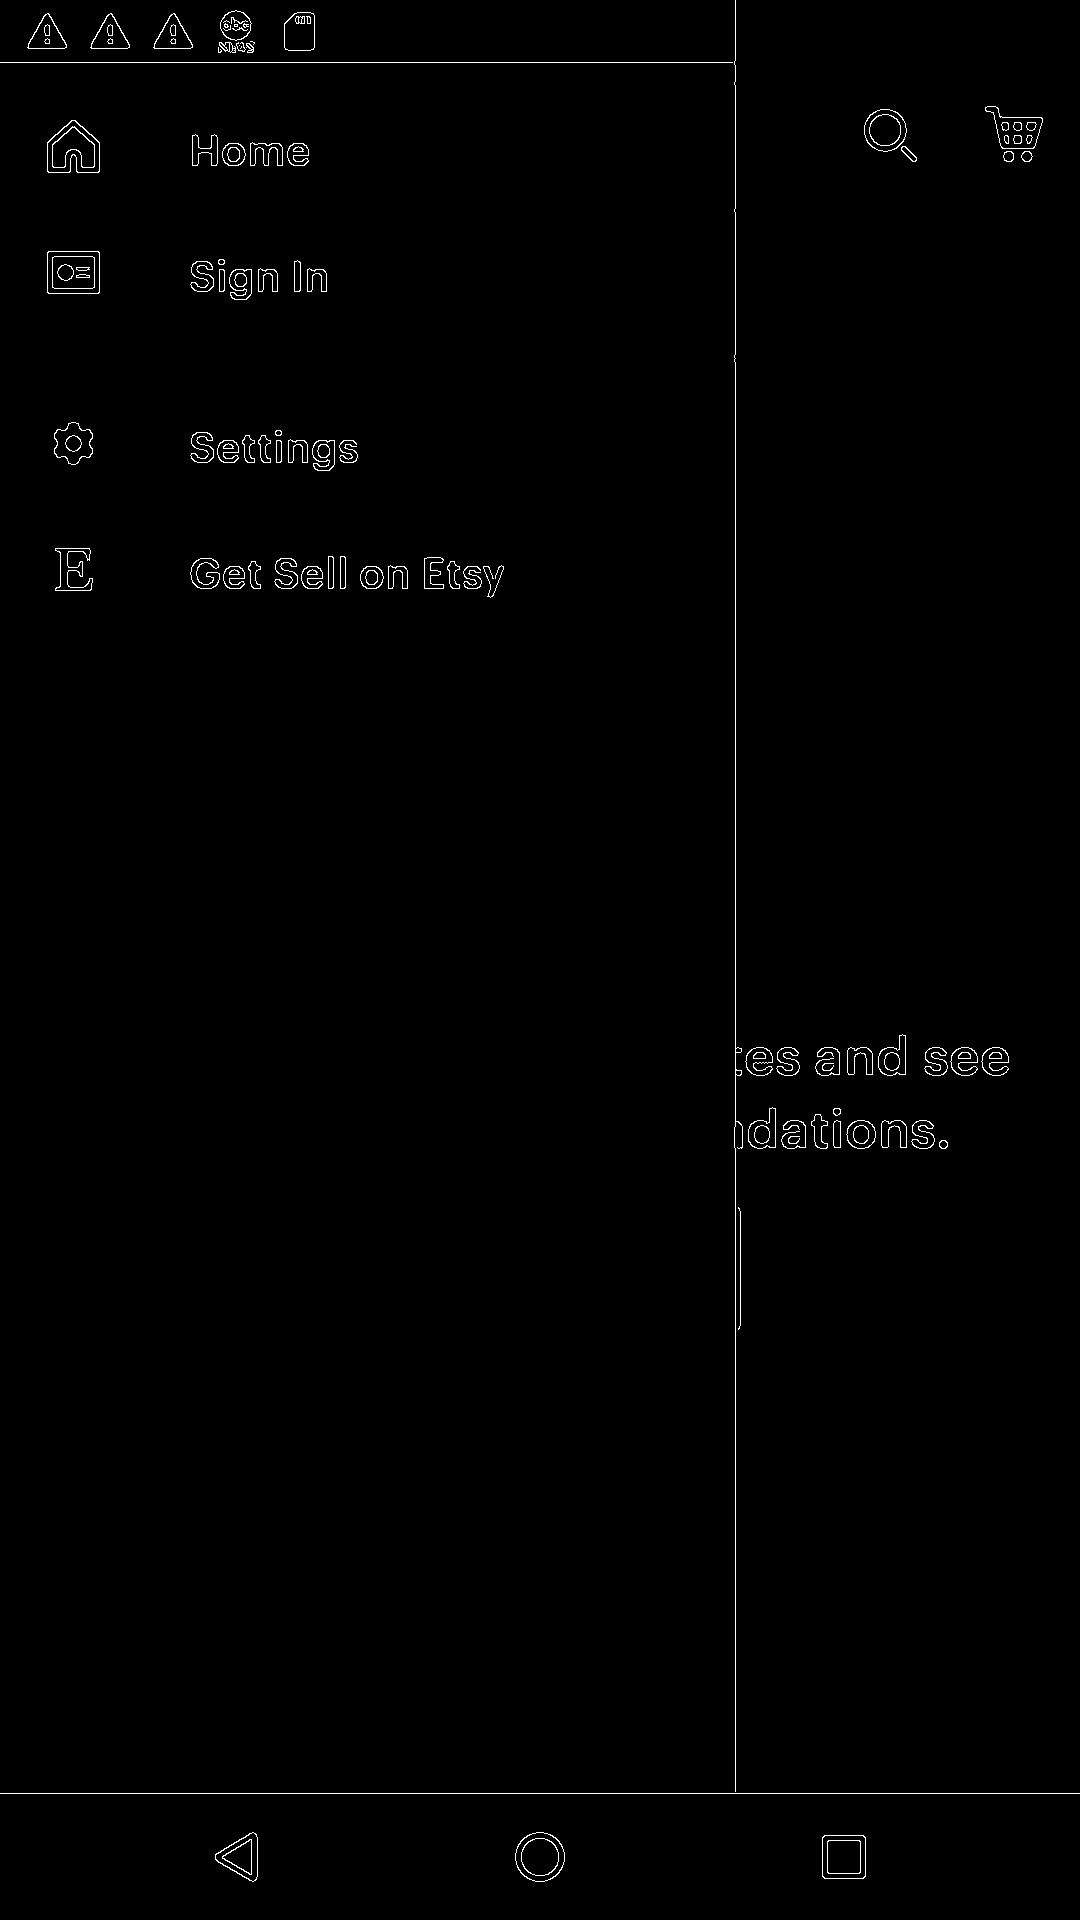 abc
NEWS
Home
Sign In
Settings
E
Get Sell on Etsy
tes and see
ndations.